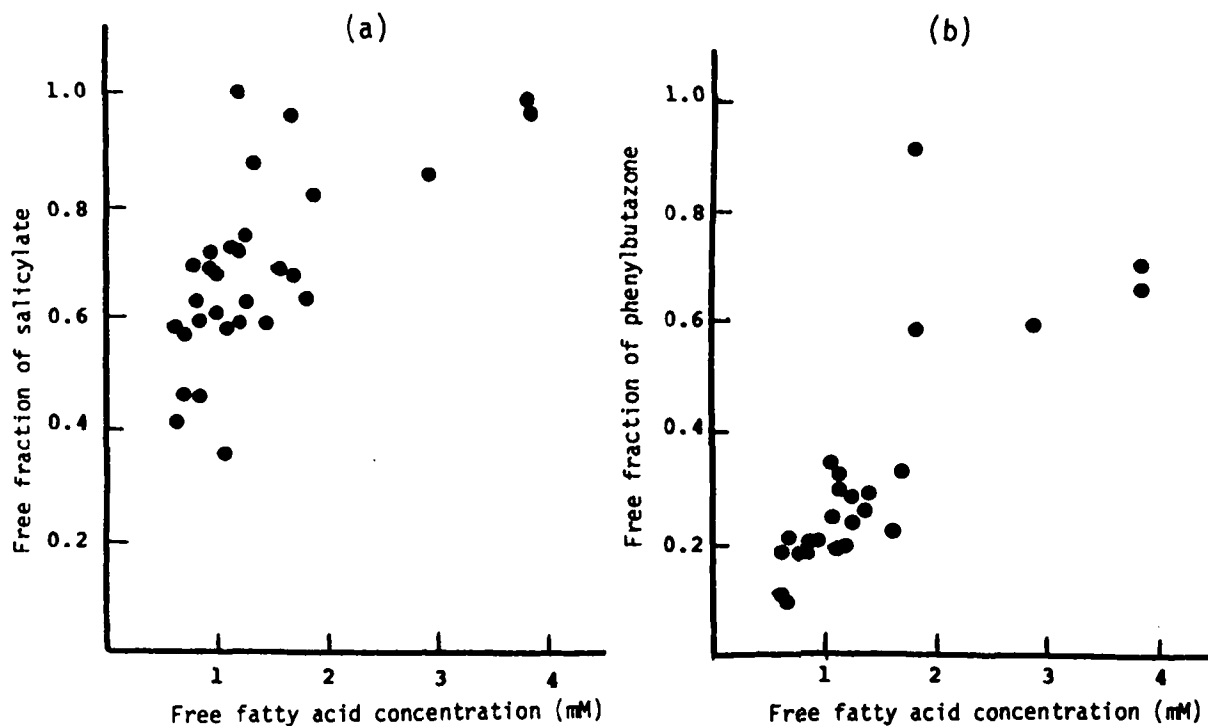 (a)
Free fraction of salicylate
1.0
0.8
0.6
0.4
0.2
1 2 3 4
Free fatty acid concentration (mM)
(b)
Free fraction of phenylbutazone
1.0
0.8
0.6
0.4
0.2
1 2 3 4
Free fatty acid concentration (mM)